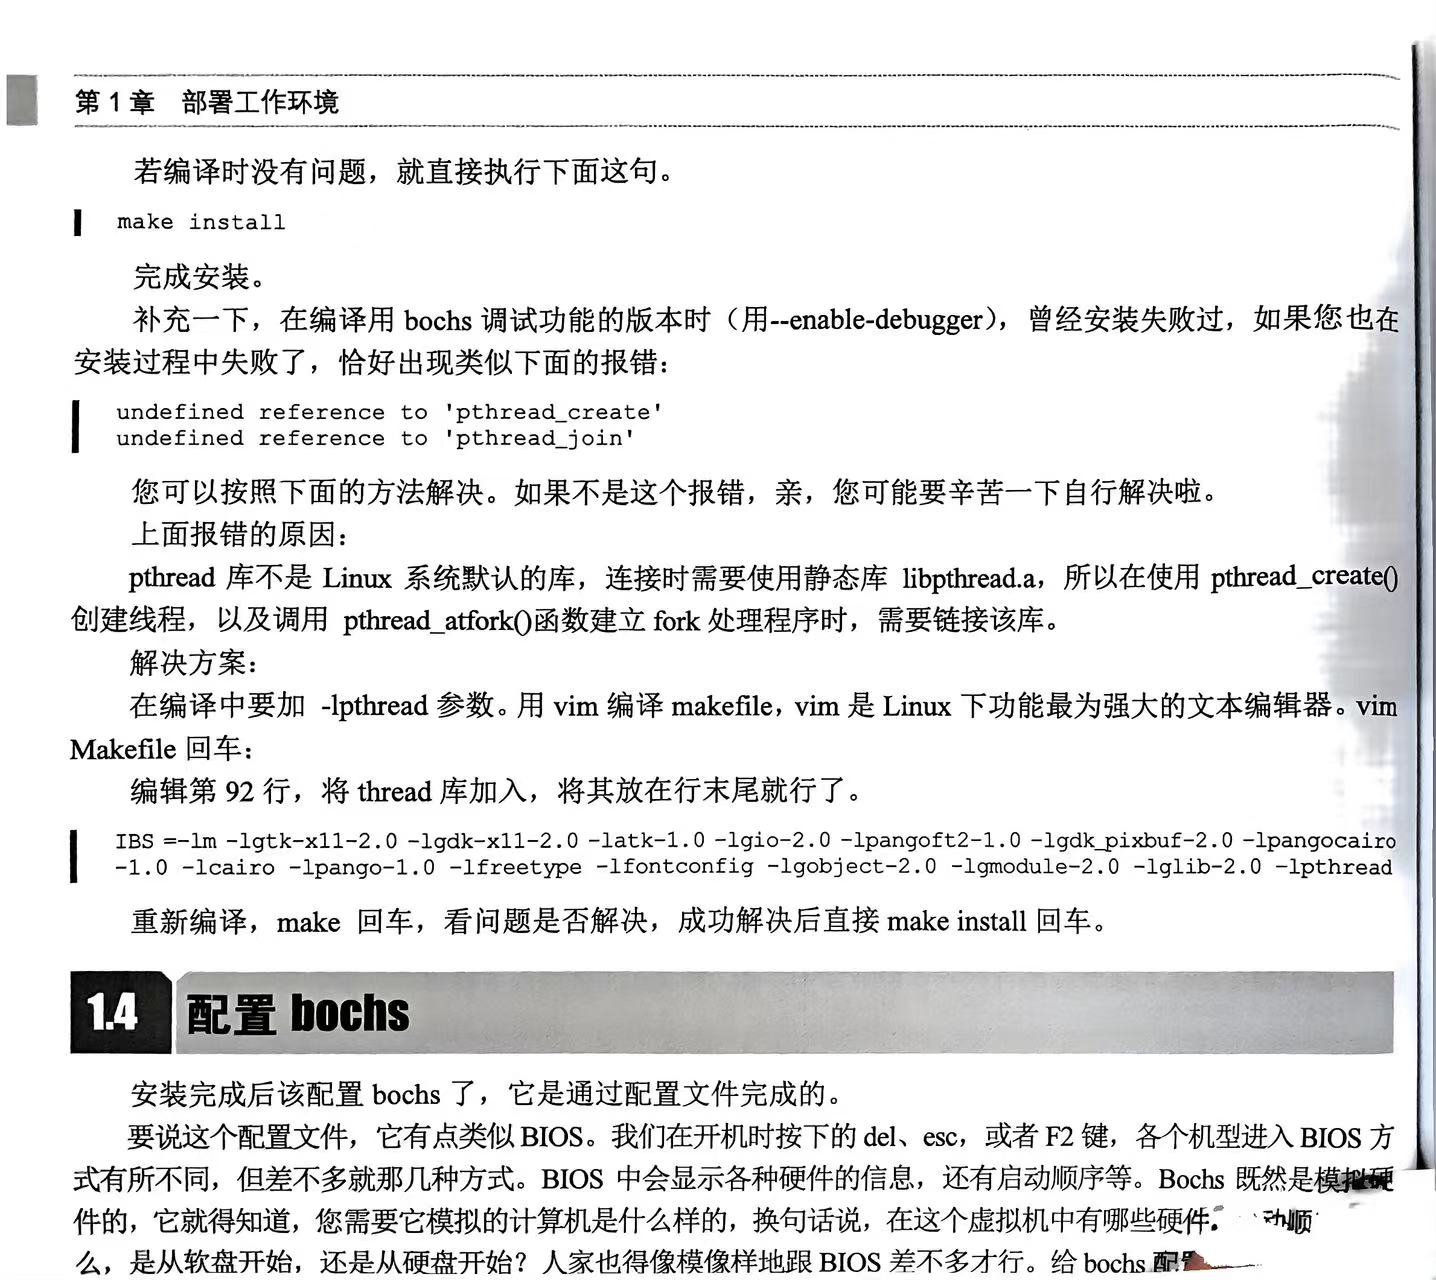 第 1 章　部署工作环境
若编译时没有问题，就直接执行下面这句。
make install
完成安装。
补充一下，在编译用 bochs 调试功能的版本时（用--enable-debugger），曾经安装失败过，如果您也在
安装过程中失败了，恰好出现类似下面的报错：
undefined reference to 'pthread_create'
undefined reference to 'pthread_join'
您可以按照下面的方法解决。如果不是这个报错，亲，您可能要辛苦一下自行解决啦。
上面报错的原因：
pthread 库不是 Linux 系统默认的库，连接时需要使用静态库 libpthread.a，所以在使用 pthread_create()
创建线程，以及调用 pthread_atfork()函数建立 fork 处理程序时，需要链接该库。
解决方案：
在编译中要加 -lpthread 参数。用 vim 编译 makefile，vim 是 Linux 下功能最为强大的文本编辑器。vim
Makefile 回车：
编辑第 92 行，将 thread 库加入，将其放在行末尾就行了。
IBS =-lm -lgtk-x11-2.0 -lgdk-x11-2.0 -latk-1.0 -lgio-2.0 -lpangoft2-1.0 -lgdk_pixbuf-2.0 -lpangocairo
-1.0 -lcairo -lpango-1.0 -lfreetype -lfontconfig -lgobject-2.0 -lgmodule-2.0 -lglib-2.0 -lpthread
重新编译，make 回车，看问题是否解决，成功解决后直接 make install 回车。
1.4 配置 bochs
安装完成后该配置 bochs 了，它是通过配置文件完成的。
要说这个配置文件，它有点类似 BIOS。我们在开机时按下的 del、esc，或者 F2 键，各个机型进入 BIOS 方
式有所不同，但差不多就那几种方式。BIOS 中会显示各种硬件的信息，还有启动顺序等。Bochs 既然是模拟硬
件的，它就得知道，您需要它模拟的计算机是什么样的，换句话说，在这个虚拟机中有哪些硬件。动顺
么，是从软盘开始，还是从硬盘开始？人家也得像模像样地跟 BIOS 差不多才行。给 bochs 配